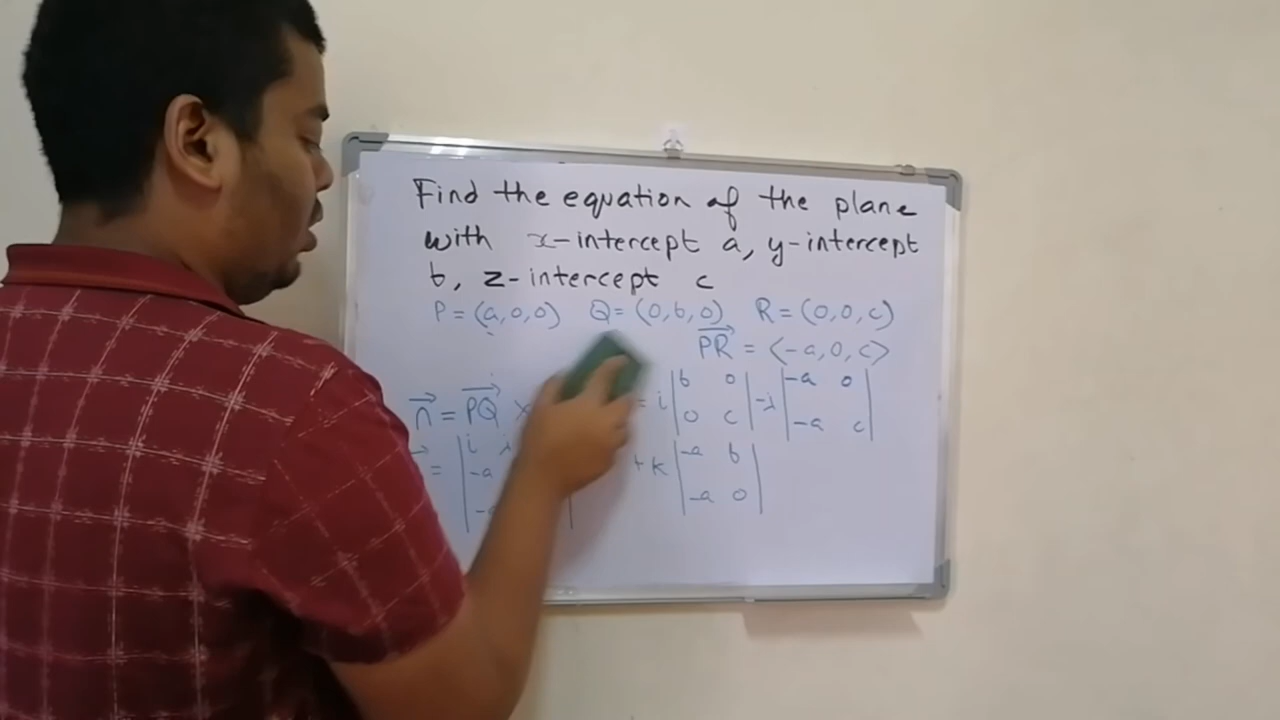 Find the equation of the plane
with x-intercept a, y-intercept
b, z-intercept c
P = (a,0,0) Q = (0,b,0) R = (0,0,c)
PR = <-a,0,c>
n = PQ × = i |b 0| -j |-a 0|
|0 c| |-a c|
= |i j +k |-a b|
|-a |-a 0|